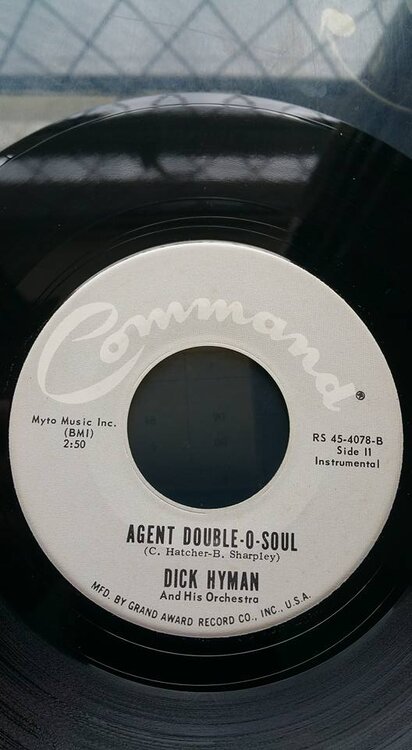 Command®
Myto Music Inc.
(BMI)
2:50
RS 45-4078-B
Side II
Instrumental
AGENT DOUBLE-O-SOUL
(C. Hatcher-B. Sharpley)
DICK HYMAN
And His Orchestra
MFD. BY GRAND AWARD RECORD CO., INC., U.S.A.